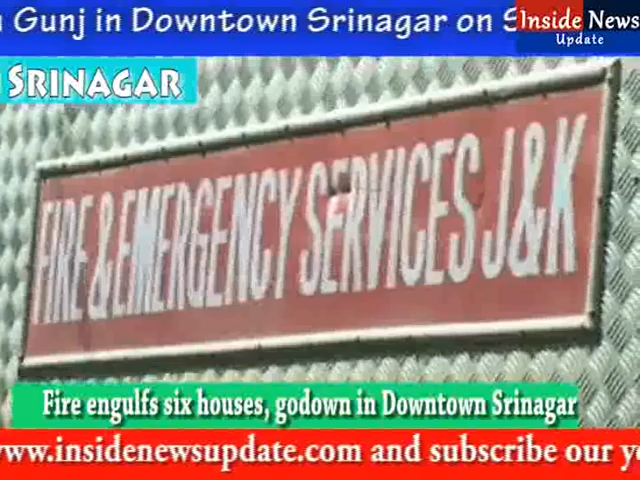 Gunj in Downtown Srinagar on
Inside News
Update
SRINAGAR
FIRE & EMERGENCY SERVICES J&K
Fire engulfs six houses, godown in Downtown Srinagar
www.insidenewsupdate.com and subscribe our